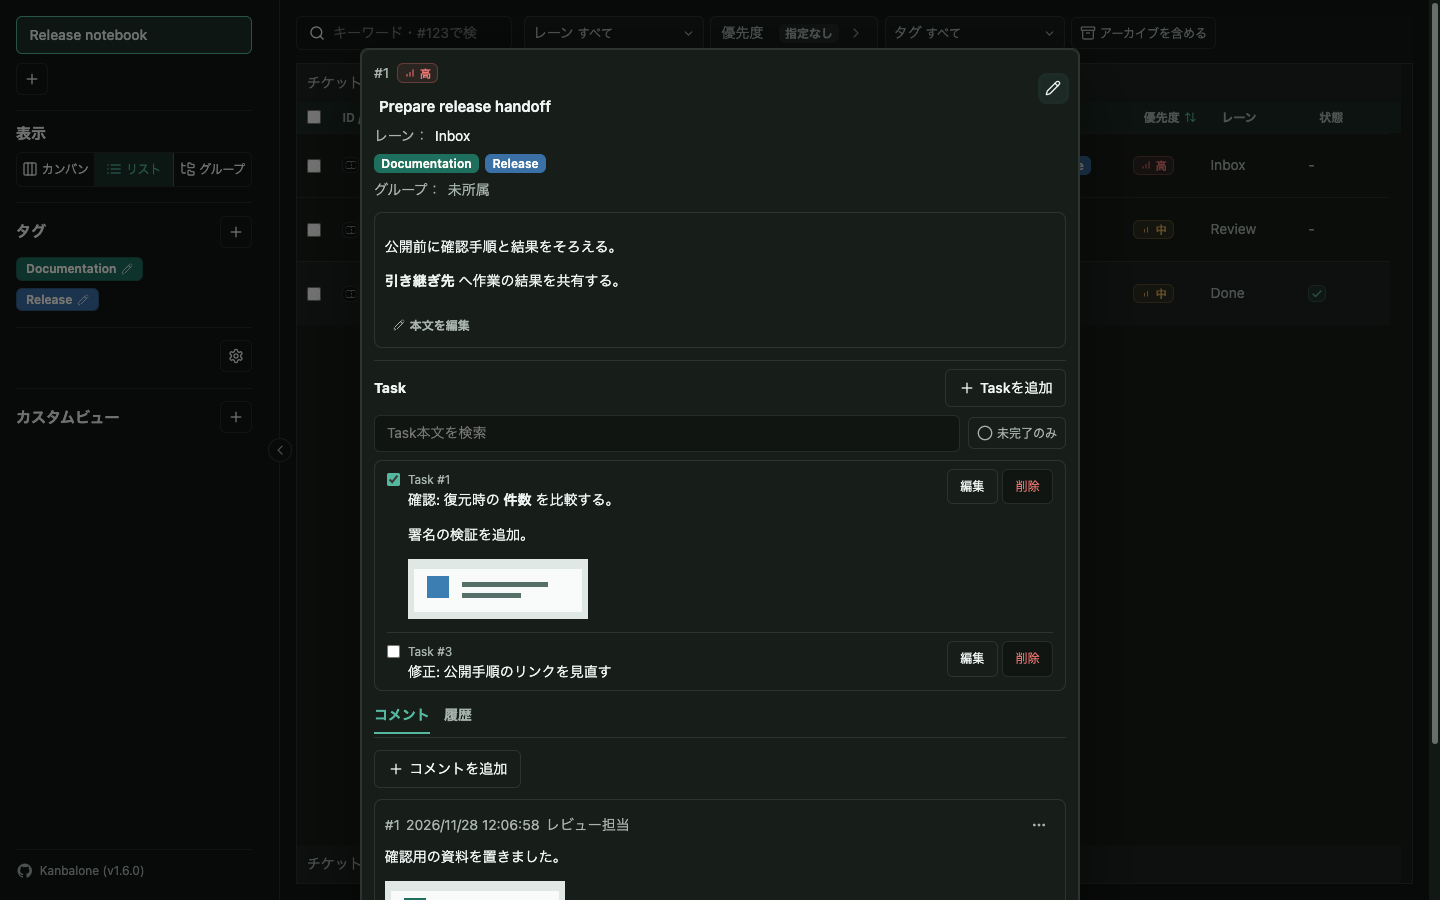 Release notebook
表示
カンバン リスト グループ
タグ
Documentation
Release
カスタムビュー
Kanbalone (v1.6.0)
キーワード・#123で検 レーン すべて 優先度 指定なし タグ すべて アーカイブを含める
チケット
ID 優先度 レーン 状態
高 Inbox -
中 Review -
中 Done
チケット
#1 高
Prepare release handoff
レーン： Inbox
Documentation Release
グループ： 未所属
公開前に確認手順と結果をそろえる。
引き継ぎ先 へ作業の結果を共有する。
本文を編集
Task Taskを追加
Task本文を検索 未完了のみ
Task #1 編集 削除
確認: 復元時の 件数 を比較する。
署名の検証を追加。
Task #3 編集 削除
修正: 公開手順のリンクを見直す
コメント 履歴
コメントを追加
#1 2026/11/28 12:06:58 レビュー担当
確認用の資料を置きました。